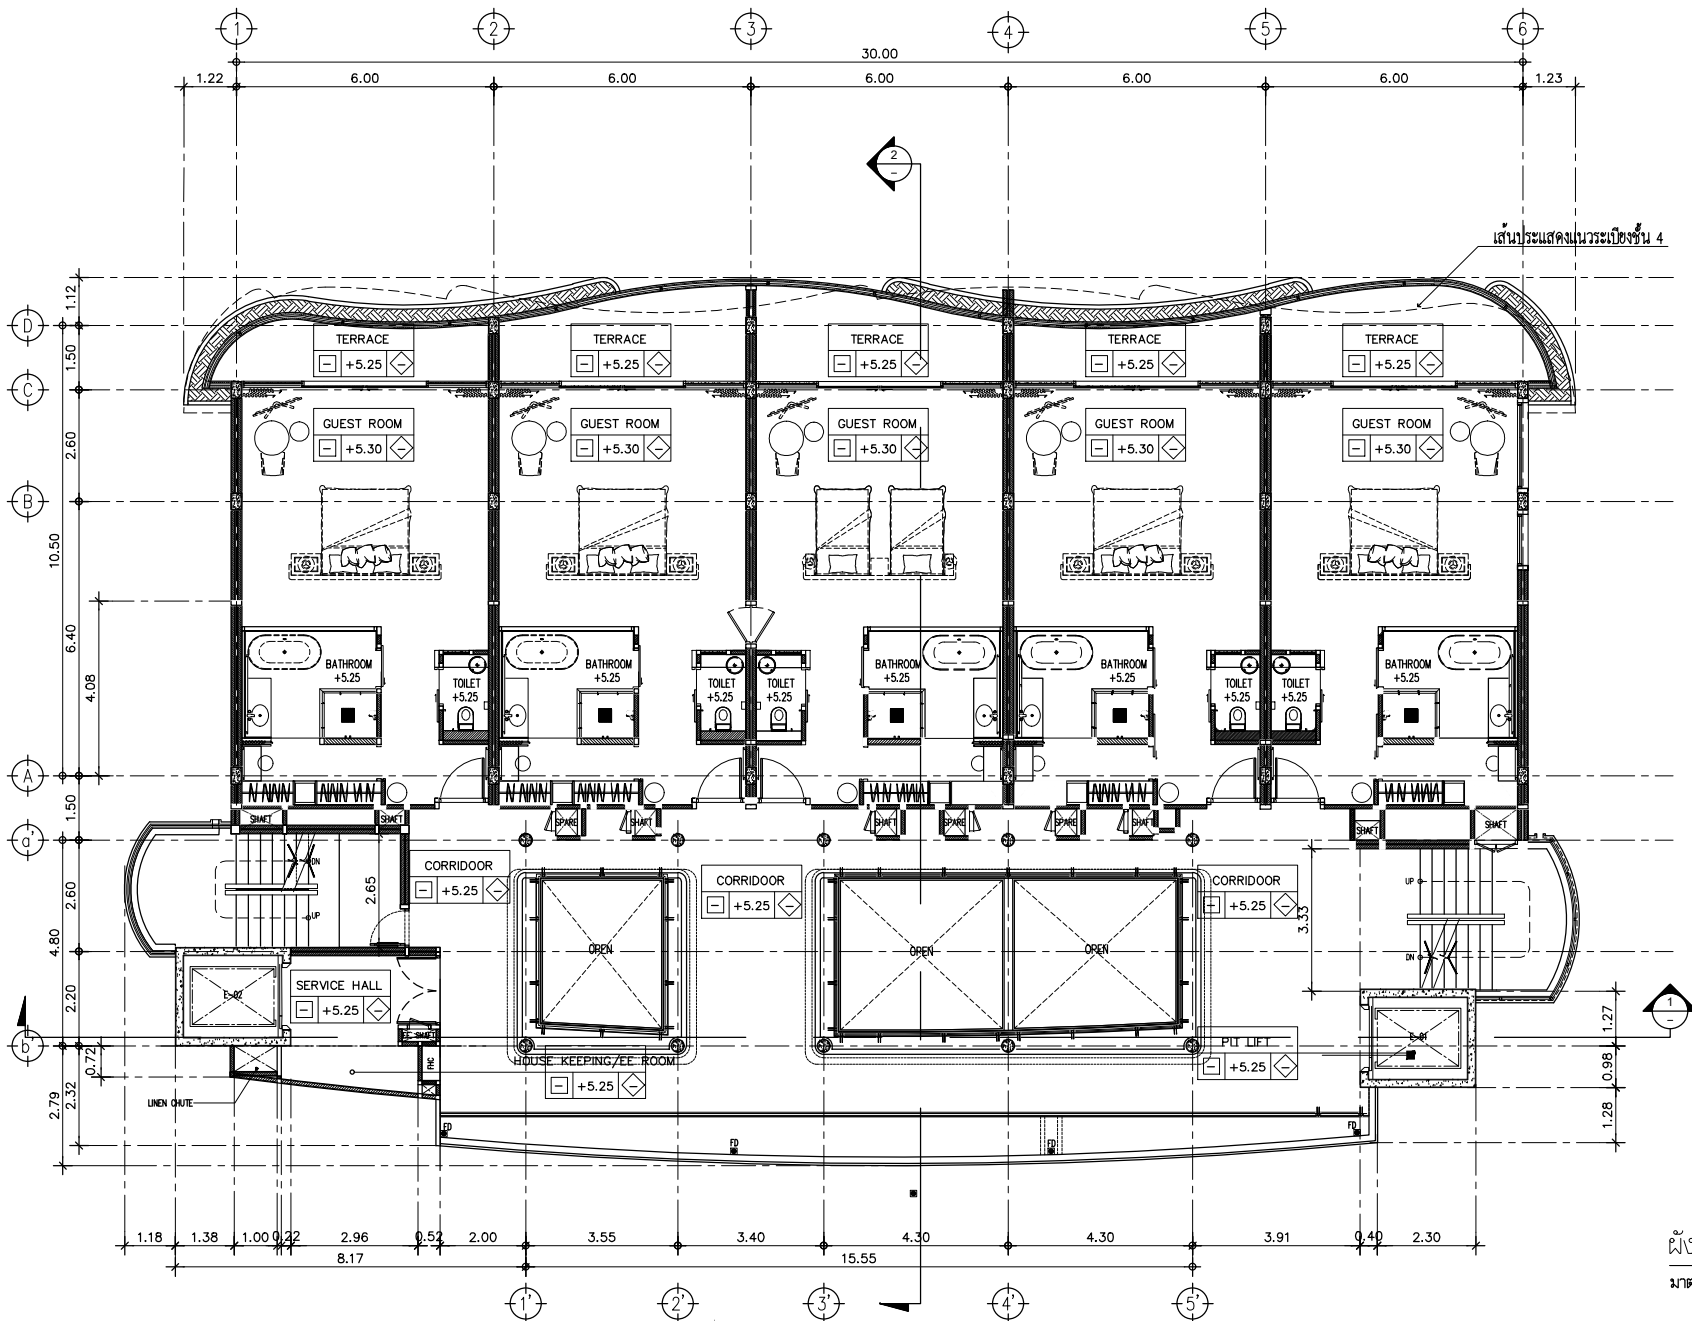 1 2 3 4 5 6
30.00
1.22 6.00 6.00 6.00 6.00 6.00 1.23
2
-
เส้นประแสดงแนวระเบียงชั้น 4
1.12
D
TERRACE TERRACE TERRACE TERRACE TERRACE
- +5.25 - - +5.25 - - +5.25 - - +5.25 - - +5.25 -
1.50
C
GUEST ROOM GUEST ROOM GUEST ROOM GUEST ROOM GUEST ROOM
- +5.30 - - +5.30 - - +5.30 - - +5.30 - - +5.30 -
2.60
B
10.50
6.40
4.08
BATHROOM BATHROOM BATHROOM BATHROOM BATHROOM
+5.25 +5.25 +5.25 +5.25 +5.25
TOILET TOILET TOILET TOILET TOILET
+5.25 +5.25 +5.25 +5.25 +5.25
A
1.50
SHAFT SHAFT SPARE SHAFT SHAFT SPARE SPARE SHAFT SHAFT SHAFT
a'
DN
UP
2.65
CORRIDOOR CORRIDOOR CORRIDOOR
- +5.25 - - +5.25 - - +5.25 -
UP
DN
3.33
2.60
4.80
OPEN OPEN OPEN
E-02
SERVICE HALL
- +5.25 -
2.20
1
-
1.27
b'
SHAFT
FHC
HOUSE KEEPING/EE ROOM
- +5.25 -
PIT LIFT
- +5.25 -
E-01
0.72
2.32
2.79
0.98
1.28
LINEN CHUTE
FD FD FD FD
1.18 1.38 1.00 0.22 2.96 0.52 2.00 3.55 3.40 4.30 4.30 3.91 0.40 2.30
8.17 15.55
1' 2' 3' 4' 5'